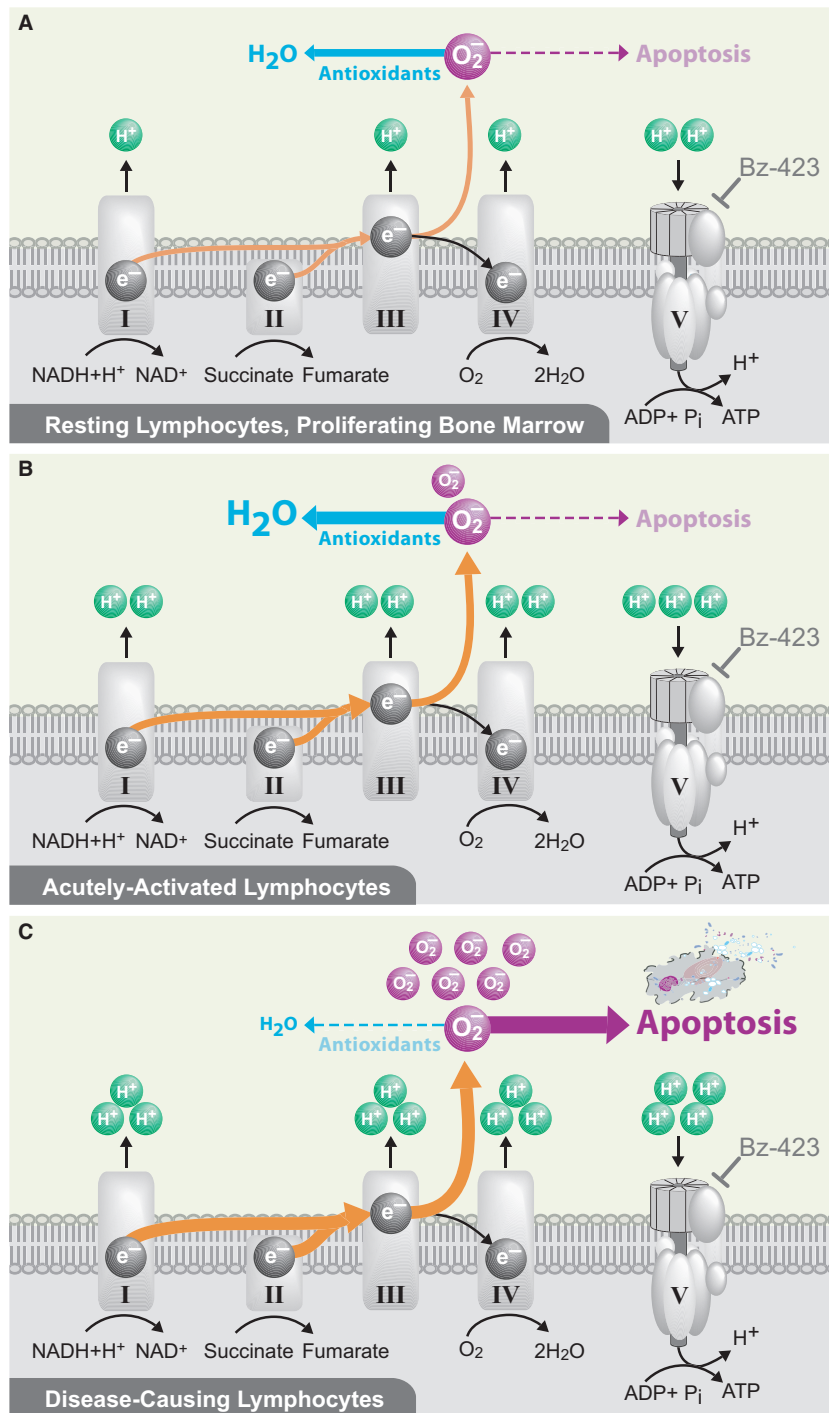 A
H₂O
Antioxidants
O₂⁻
Apoptosis
H⁺
H⁺
H⁺
H⁺ H⁺
Bz-423
e⁻
e⁻
e⁻
e⁻
I
II
III
IV
V
NADH+H⁺ NAD⁺
Succinate Fumarate
O₂
2H₂O
H⁺
ADP+ Pi
ATP
Resting Lymphocytes, Proliferating Bone Marrow
B
O₂⁻
H₂O
Antioxidants
O₂⁻
Apoptosis
H⁺ H⁺
H⁺ H⁺
H⁺ H⁺
H⁺ H⁺ H⁺
Bz-423
e⁻
e⁻
e⁻
e⁻
I
II
III
IV
V
NADH+H⁺ NAD⁺
Succinate Fumarate
O₂
2H₂O
H⁺
ADP+ Pi
ATP
Acutely-Activated Lymphocytes
C
O₂⁻ O₂⁻ O₂⁻
O₂⁻ O₂⁻ O₂⁻
H₂O
Antioxidants
O₂⁻
Apoptosis
H⁺
H⁺ H⁺
H⁺
H⁺ H⁺
H⁺
H⁺ H⁺
H⁺ H⁺
H⁺ H⁺
Bz-423
e⁻
e⁻
e⁻
e⁻
I
II
III
IV
V
NADH+H⁺ NAD⁺
Succinate Fumarate
O₂
2H₂O
H⁺
ADP+ Pi
ATP
Disease-Causing Lymphocytes